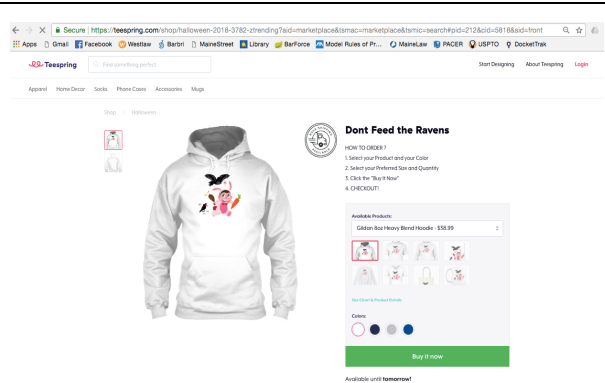 Secure | https://teespring.com/shop/halloween-2018-3782-ztrending?aid=marketplace&tsmac=marketplace&tsmic=search#pid=212&cid=5818&aid=front
Apps Gmail Facebook Westlaw Barbri MaineStreet Library BarForce Model Rules of Pr... MaineLaw PACER USPTO DocketTrak
Teespring Find something perfect Start Designing About Teespring Login
Apparel Home Decor Socks Phone Cases Accessories Mugs
Shop Halloween
Dont Feed the Ravens
HOW TO ORDER ?
1. Select your Product and your Color
2. Select your Preferred Size and Quantity
3. Click the "Buy It Now"
4. CHECKOUT!
Available Products:
Gildan 8oz Heavy Blend Hoodie - $38.99
Size Chart & Product Details
Colors:
Buy it now
Available until tomorrow!